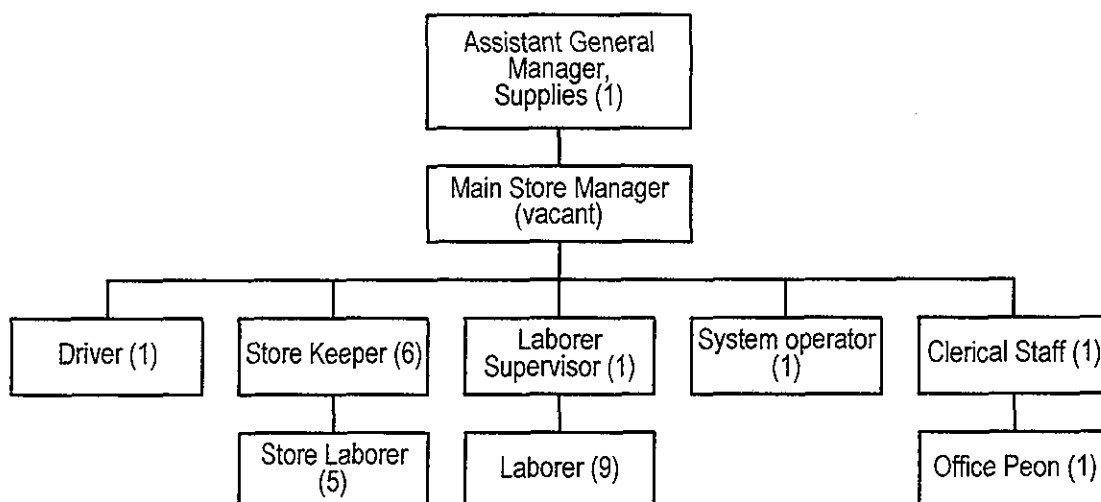 Assistant General
Manager,
Supplies (1)
Main Store Manager
(vacant)
Driver (1)
Store Keeper (6)
Laborer
Supervisor (1)
System operator
(1)
Clerical Staff (1)
Store Laborer
(5)
Laborer (9)
Office Peon (1)